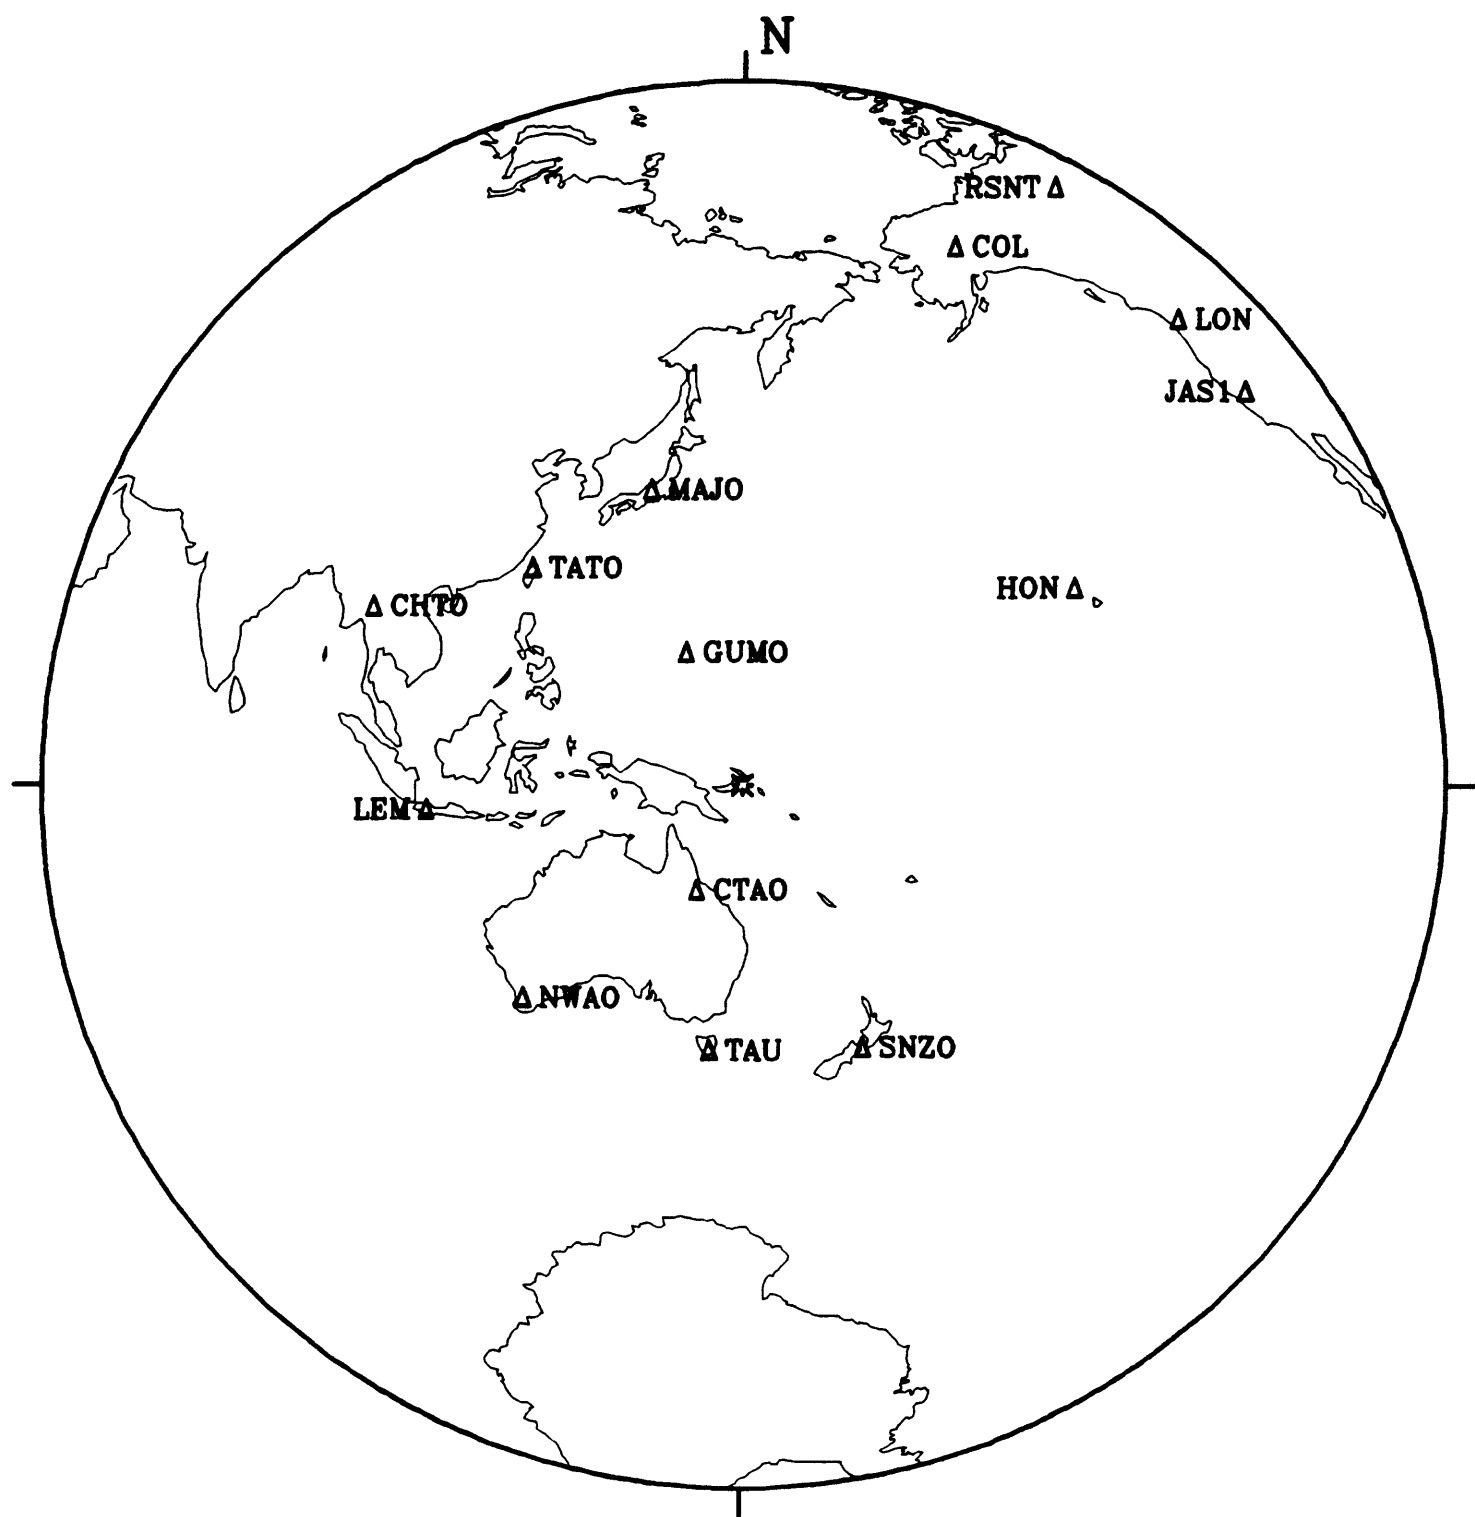 N
RSNT
COL
LON
JAS1
MAJO
TATO
HON
CHTO
GUMO
LEM
CTAO
NWAO
TAU
SNZO